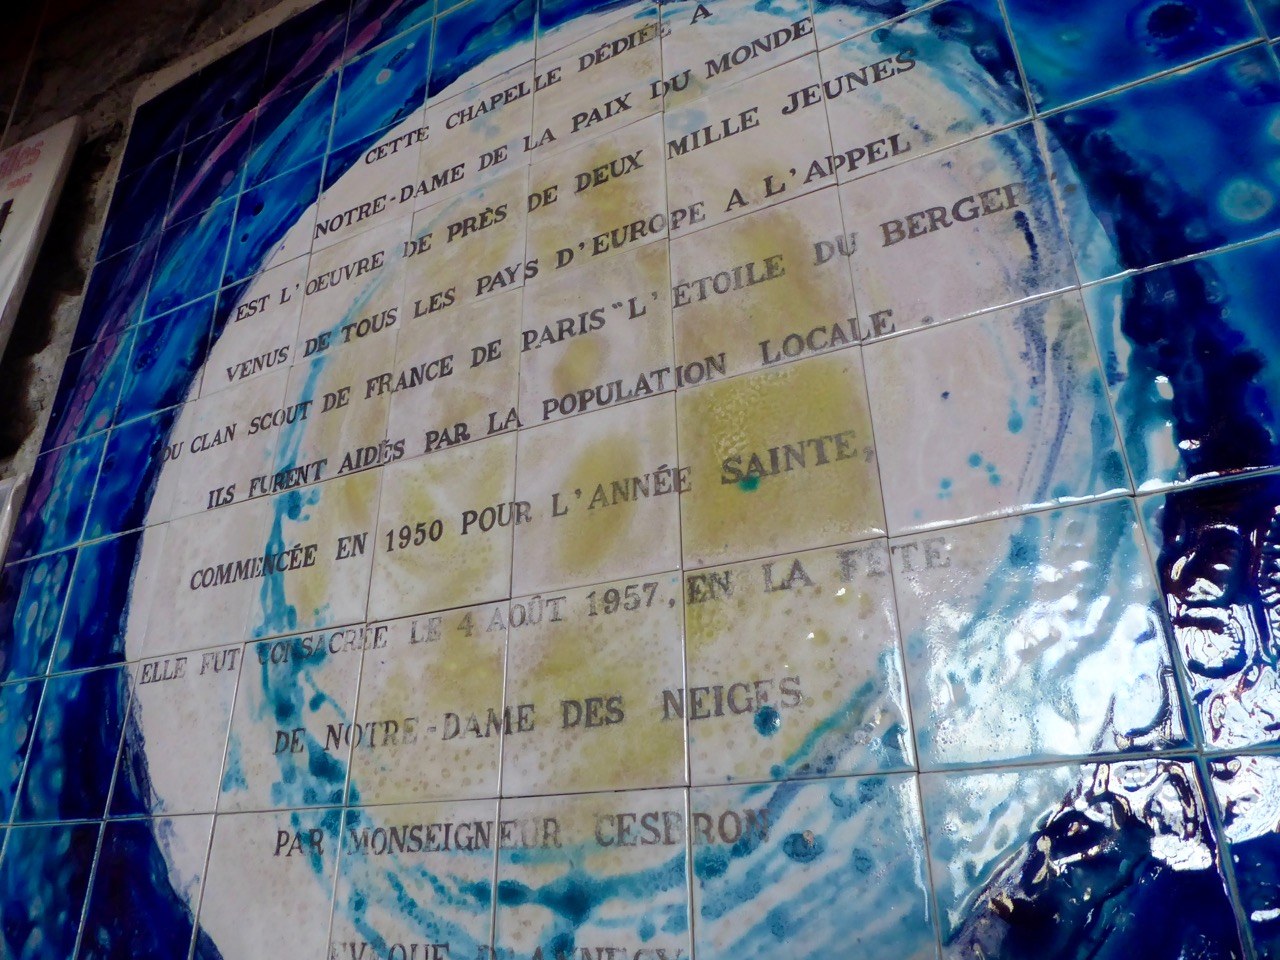 CETTE CHAPELLE DÉDIÉE A
NOTRE-DAME DE LA PAIX DU MONDE
EST L'OEUVRE DE PRÈS DE DEUX MILLE JEUNES
VENUS DE TOUS LES PAYS D'EUROPE A L'APPEL
DU CLAN SCOUT DE FRANCE DE PARIS "L'ÉTOILE DU BERGER"
ILS FURENT AIDÉS PAR LA POPULATION LOCALE.
COMMENCÉE EN 1950 POUR L'ANNÉE SAINTE,
ELLE FUT CONSACRÉE LE 4 AOÛT 1957, EN LA FÊTE
DE NOTRE-DAME DES NEIGES
PAR MONSEIGNEUR CESBRON,
EVÊQUE D'ANNECY